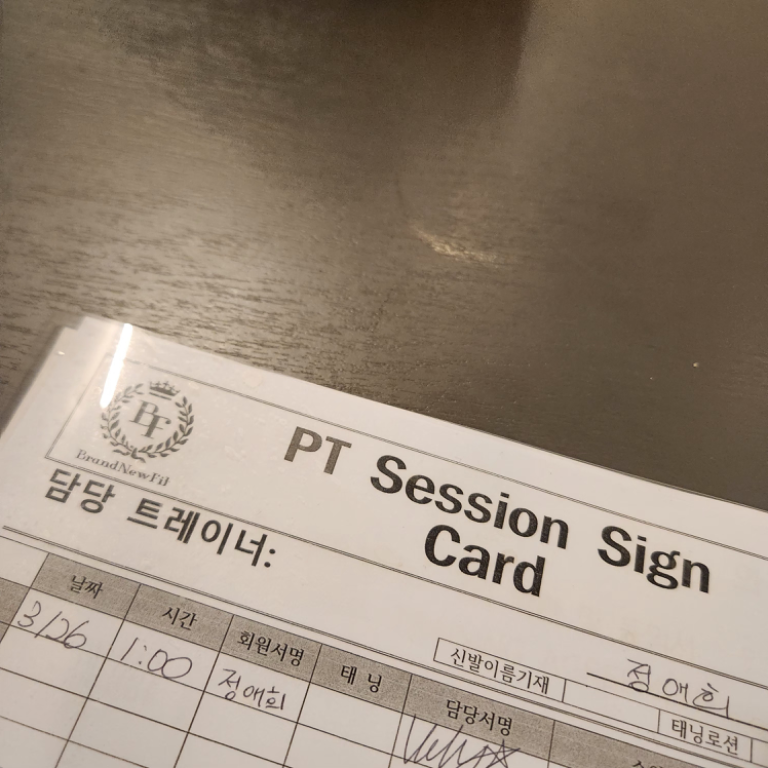 BF
BrandNewFit
PT Session Sign
Card
담당 트레이너:
신발이름기재 정애희
태닝로션
날짜 시간 회원서명 태닝 담당서명
3/26 1:00 정애희